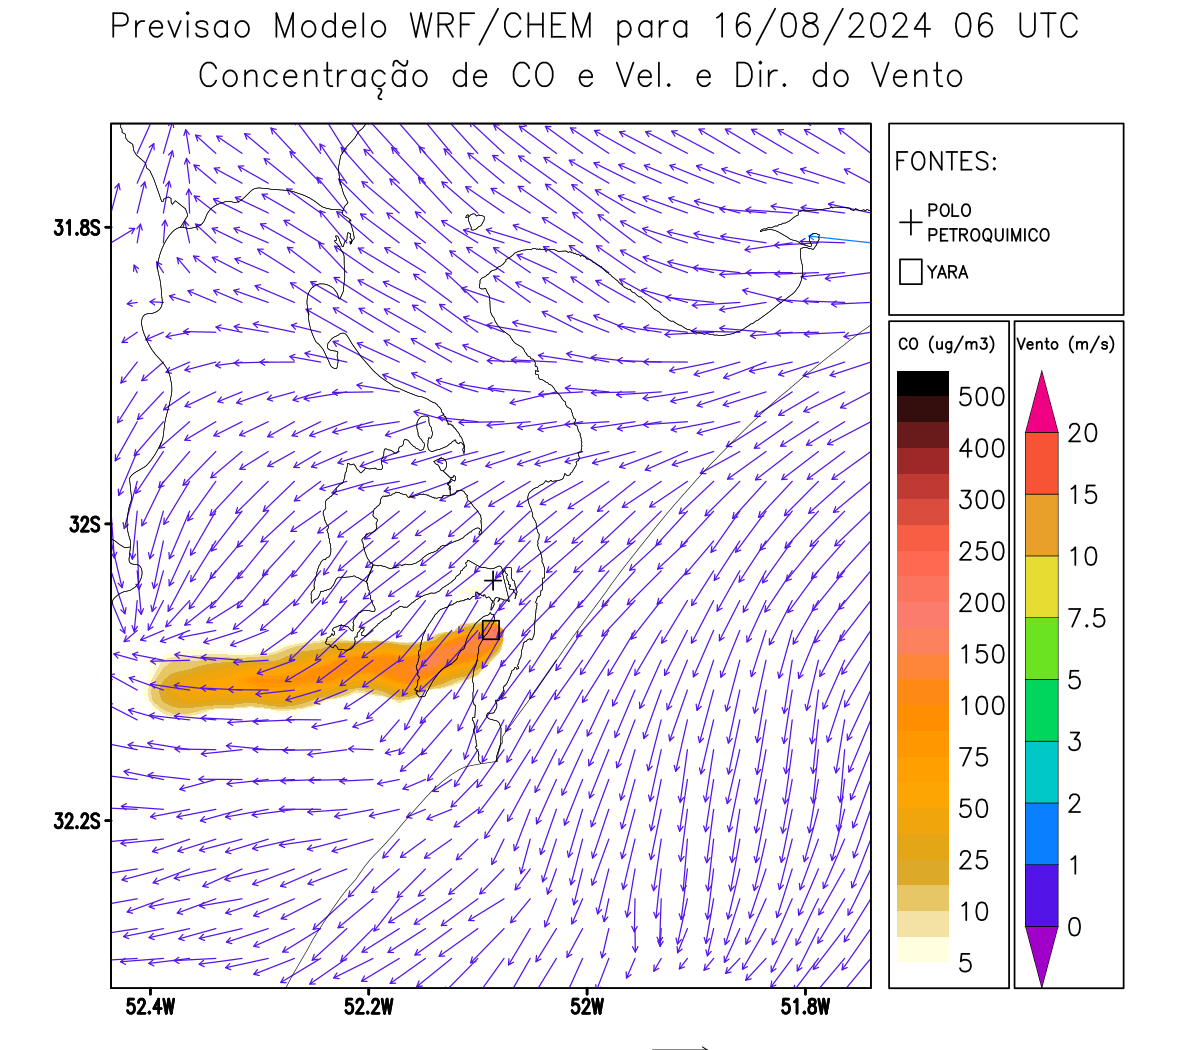 Previsao Modelo WRF/CHEM para 16/08/2024 06 UTC
Concentração de CO e Vel. e Dir. do Vento
FONTES:
POLO
PETROQUIMICO
YARA
31.8S
32S
32.2S
52.4W
52.2W
52W
51.8W
CO (ug/m3)
500
400
300
250
200
150
100
75
50
25
10
5
Vento (m/s)
20
15
10
7.5
5
3
2
1
0